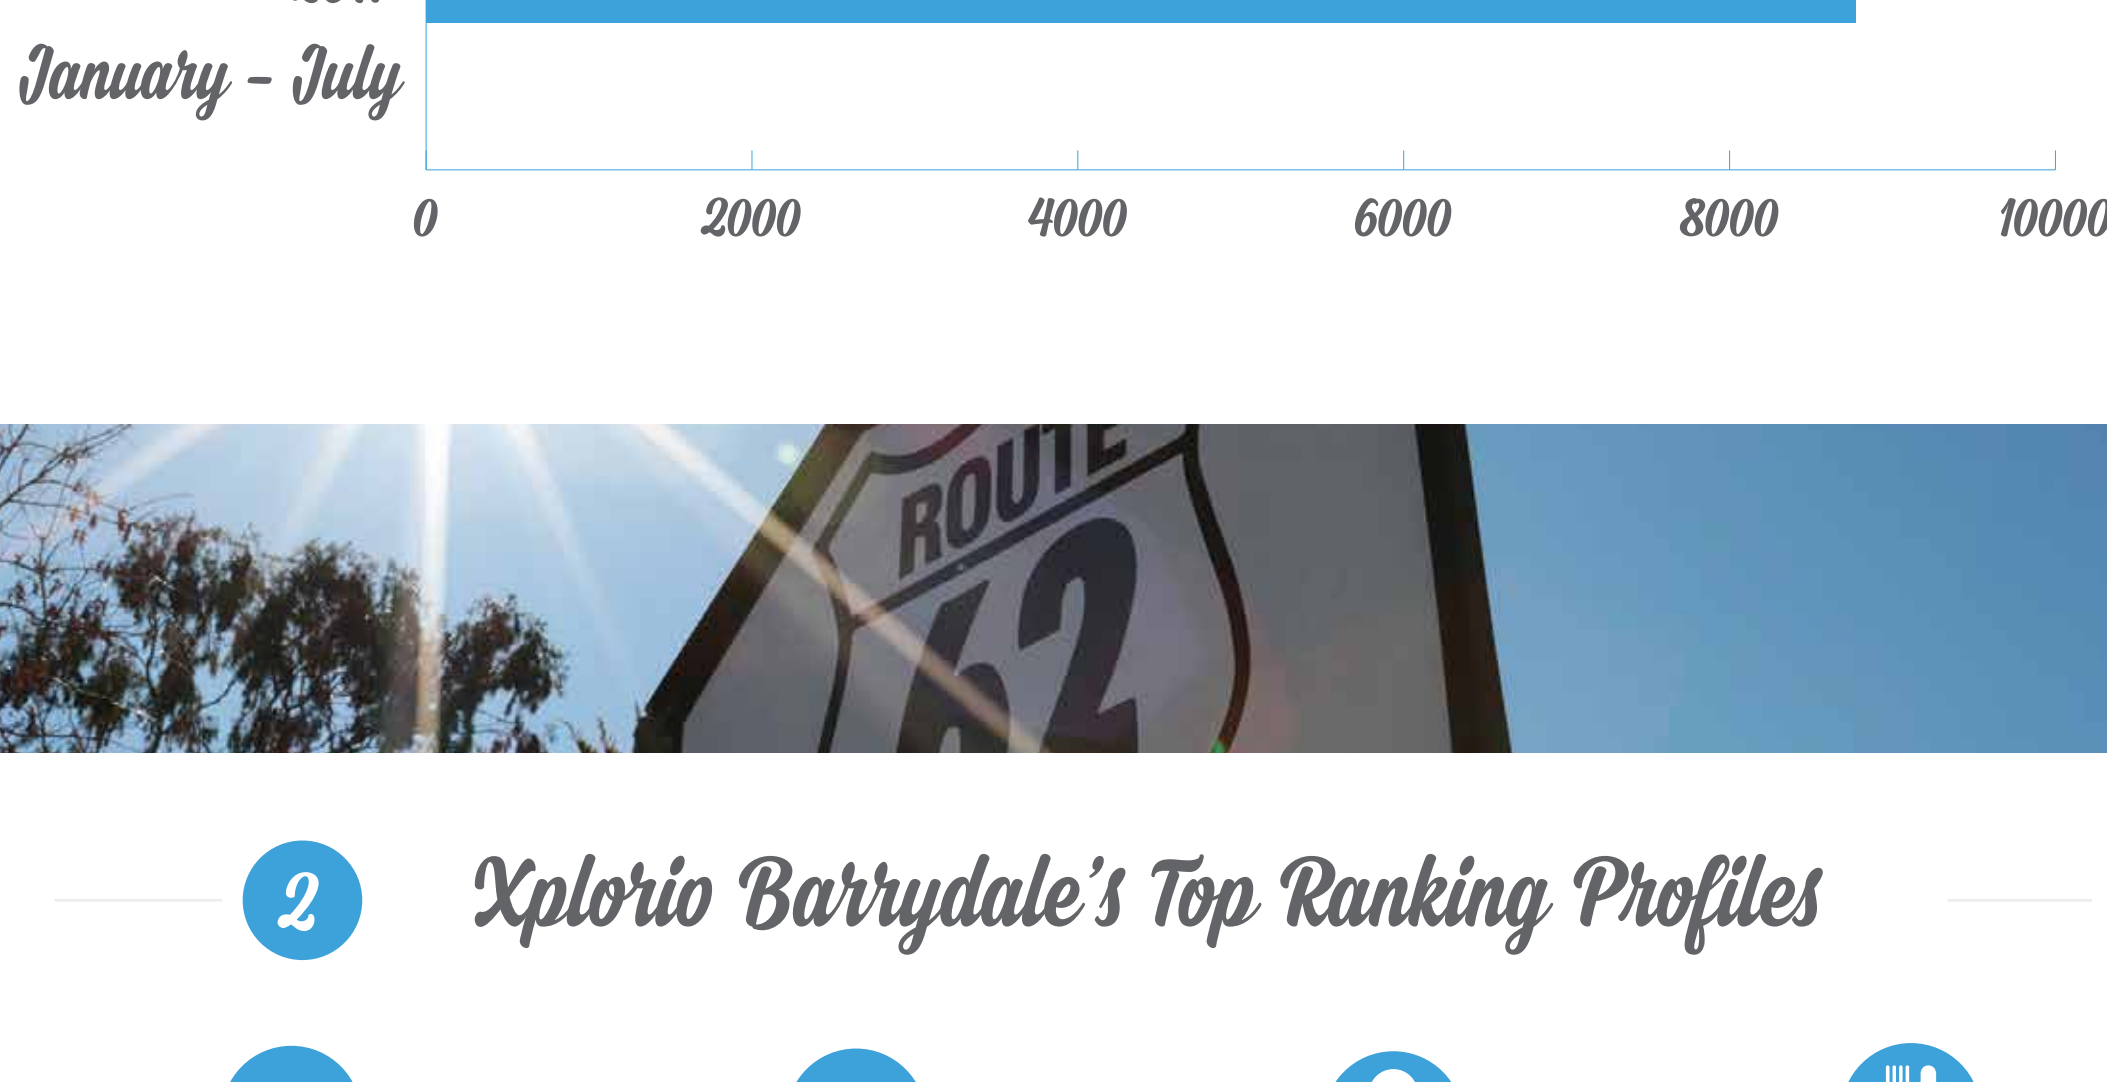 January - July
0 2000 4000 6000 8000 10000
ROUTE
62
2 Xplorio Barrydale's Top Ranking Profiles